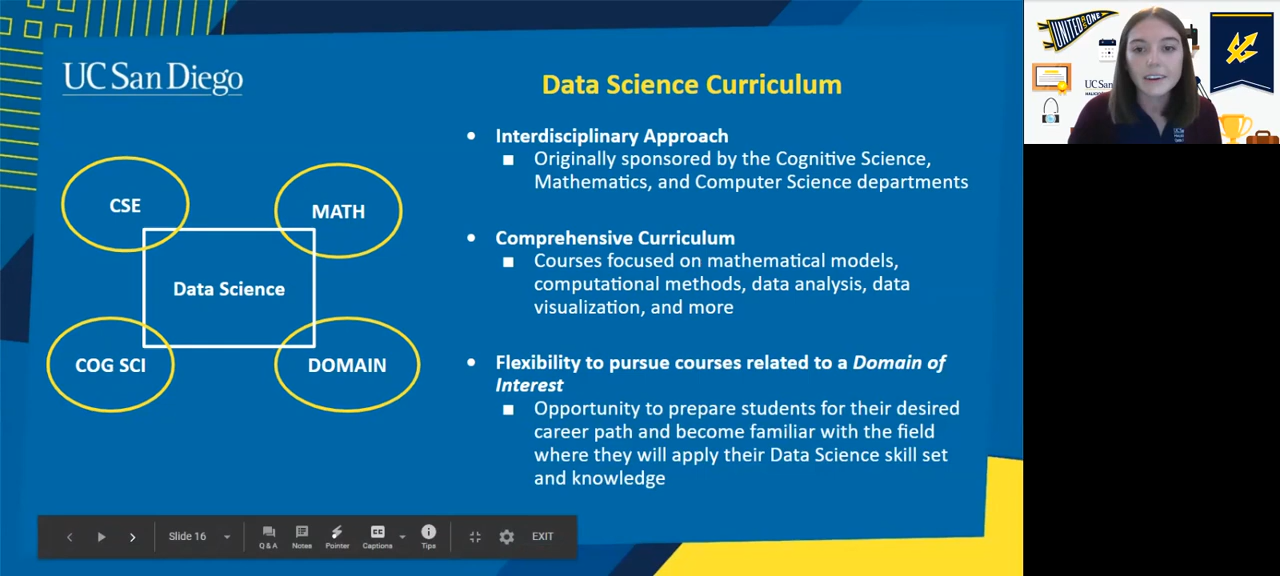 UC San Diego
Data Science Curriculum
CSE
MATH
Data Science
COG SCI
DOMAIN
• Interdisciplinary Approach
■ Originally sponsored by the Cognitive Science,
Mathematics, and Computer Science departments
• Comprehensive Curriculum
■ Courses focused on mathematical models,
computational methods, data analysis, data
visualization, and more
• Flexibility to pursue courses related to a Domain of
Interest
■ Opportunity to prepare students for their desired
career path and become familiar with the field
where they will apply their Data Science skill set
and knowledge
Slide 16
Q & A
Notes
Pointer
CC
Captions
Tips
EXIT
UNITED
ONE
UC San